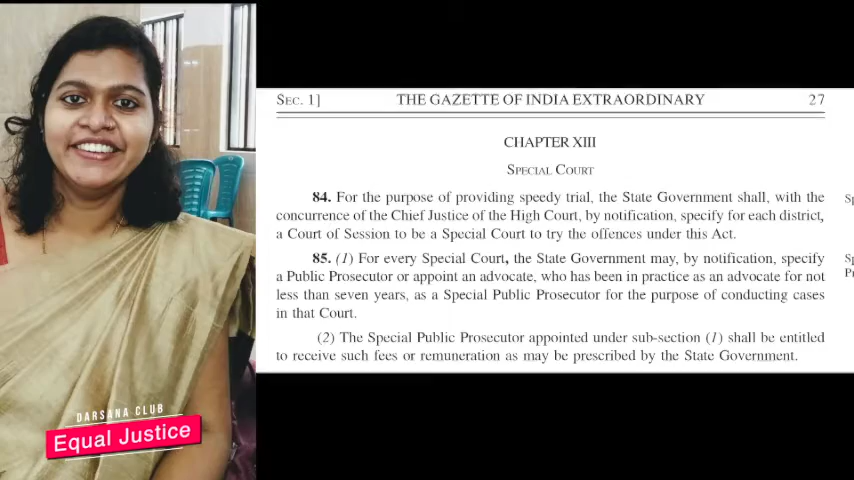 SEC. 1]
THE GAZETTE OF INDIA EXTRAORDINARY
27
CHAPTER XIII
SPECIAL COURT
84. For the purpose of providing speedy trial, the State Government shall, with the
concurrence of the Chief Justice of the High Court, by notification, specify for each district,
a Court of Session to be a Special Court to try the offences under this Act.
85. (1) For every Special Court, the State Government may, by notification, specify
a Public Prosecutor or appoint an advocate, who has been in practice as an advocate for not
less than seven years, as a Special Public Prosecutor for the purpose of conducting cases
in that Court.
(2) The Special Public Prosecutor appointed under sub-section (1) shall be entitled
to receive such fees or remuneration as may be prescribed by the State Government.
DARSANA CLUB
Equal Justice